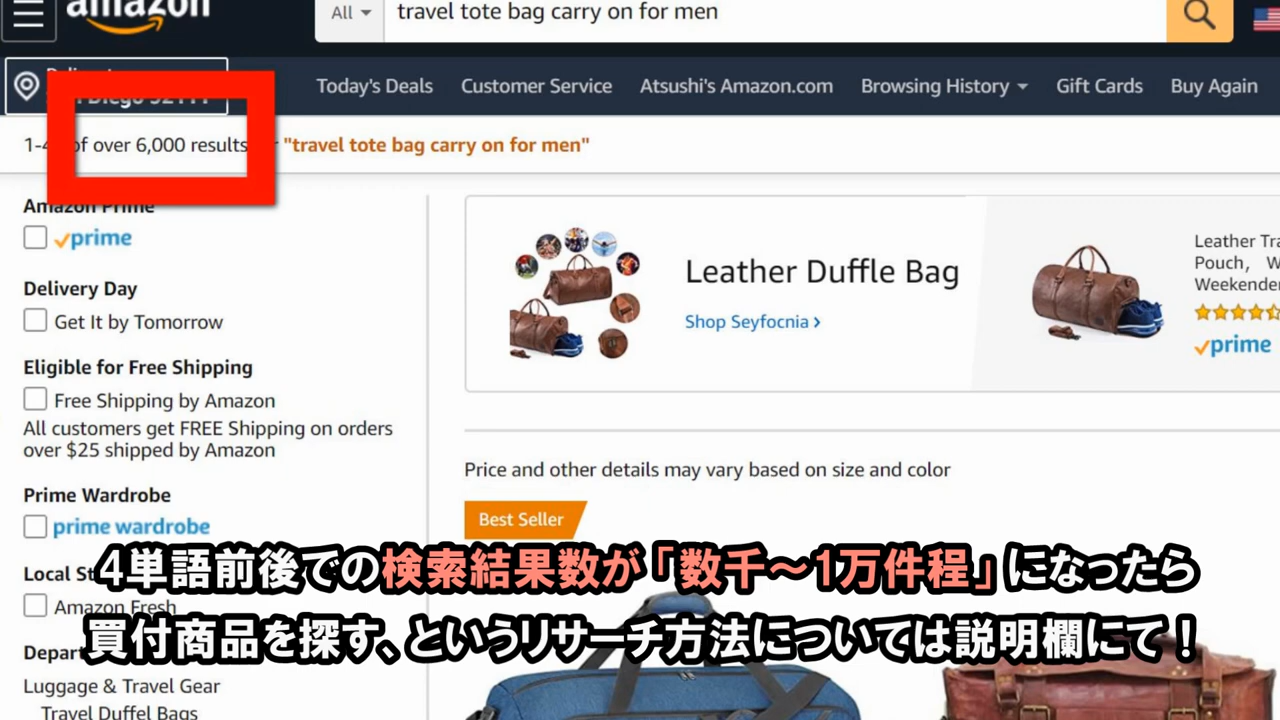 amazon
All
travel tote bag carry on for men
Today's Deals
Customer Service
Atsushi's Amazon.com
Browsing History
Gift Cards
Buy Again
of over 6,000 results
"travel tote bag carry on for men"
Amazon Prime
prime
Delivery Day
Get It by Tomorrow
Eligible for Free Shipping
Free Shipping by Amazon
All customers get FREE Shipping on orders
over $25 shipped by Amazon
Prime Wardrobe
prime wardrobe
Local
Amazon Fresh
Luggage & Travel Gear
Travel Duffel Bags
Leather Duffle Bag
Shop Seyfocnia
Leather
Pouch,
Weekender
prime
Price and other details may vary based on size and color
Best Seller
4単語前後での検索結果数が「数千～1万件程」になったら
買付商品を探す、というリサーチ方法については説明欄にて！